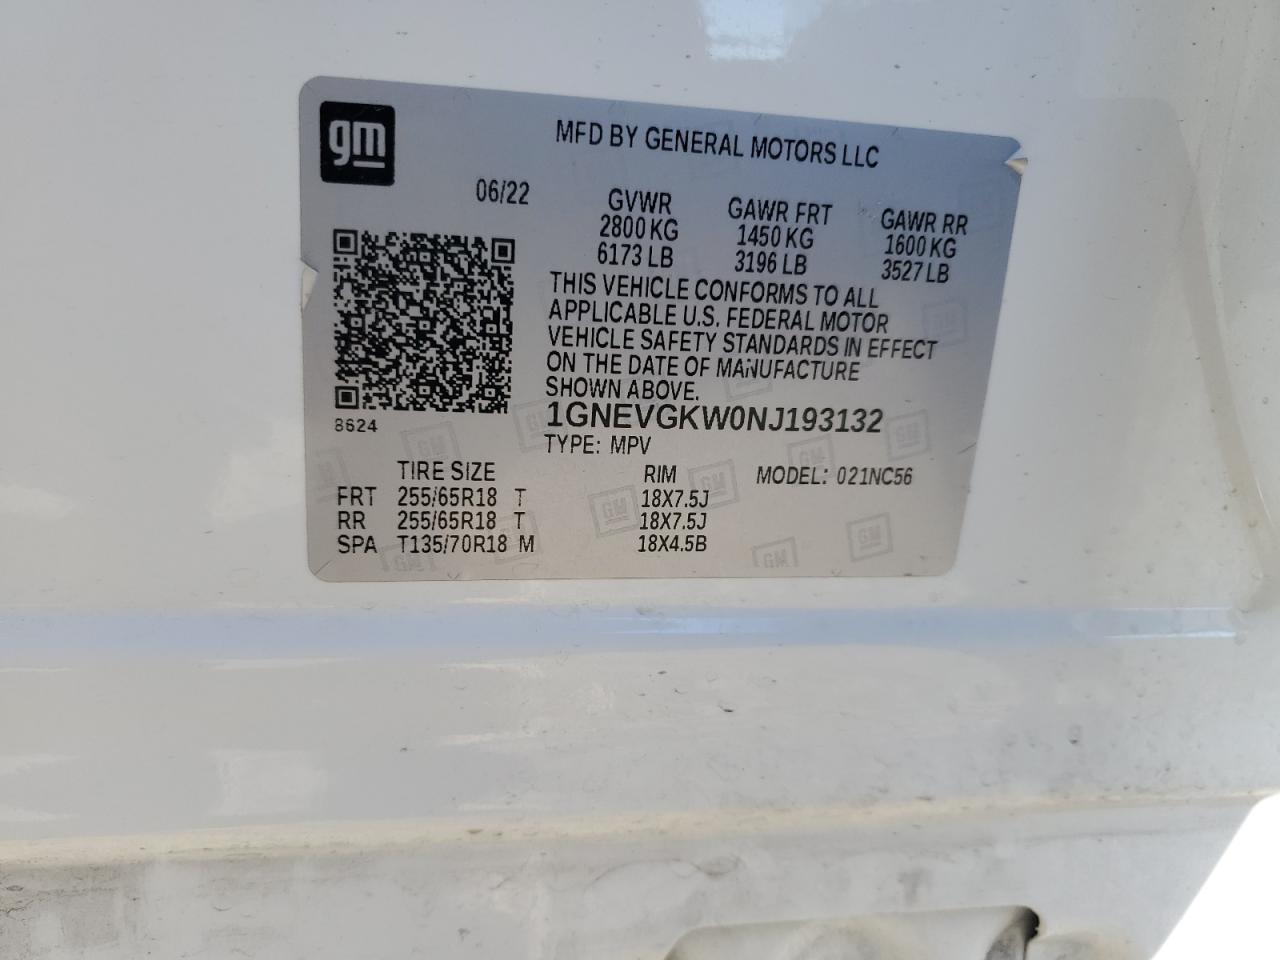 gm
MFD BY GENERAL MOTORS LLC
06/22
GVWR
2800 KG
6173 LB
GAWR FRT
1450 KG
3196 LB
GAWR RR
1600 KG
3527 LB
THIS VEHICLE CONFORMS TO ALL
APPLICABLE U.S. FEDERAL MOTOR
VEHICLE SAFETY STANDARDS IN EFFECT
ON THE DATE OF MANUFACTURE
SHOWN ABOVE.
8624
1GNEVGKW0NJ193132
TYPE: MPV
TIRE SIZE RIM MODEL: 021NC56
FRT 255/65R18 T 18X7.5J
RR 255/65R18 T 18X7.5J
SPA T135/70R18 M 18X4.5B